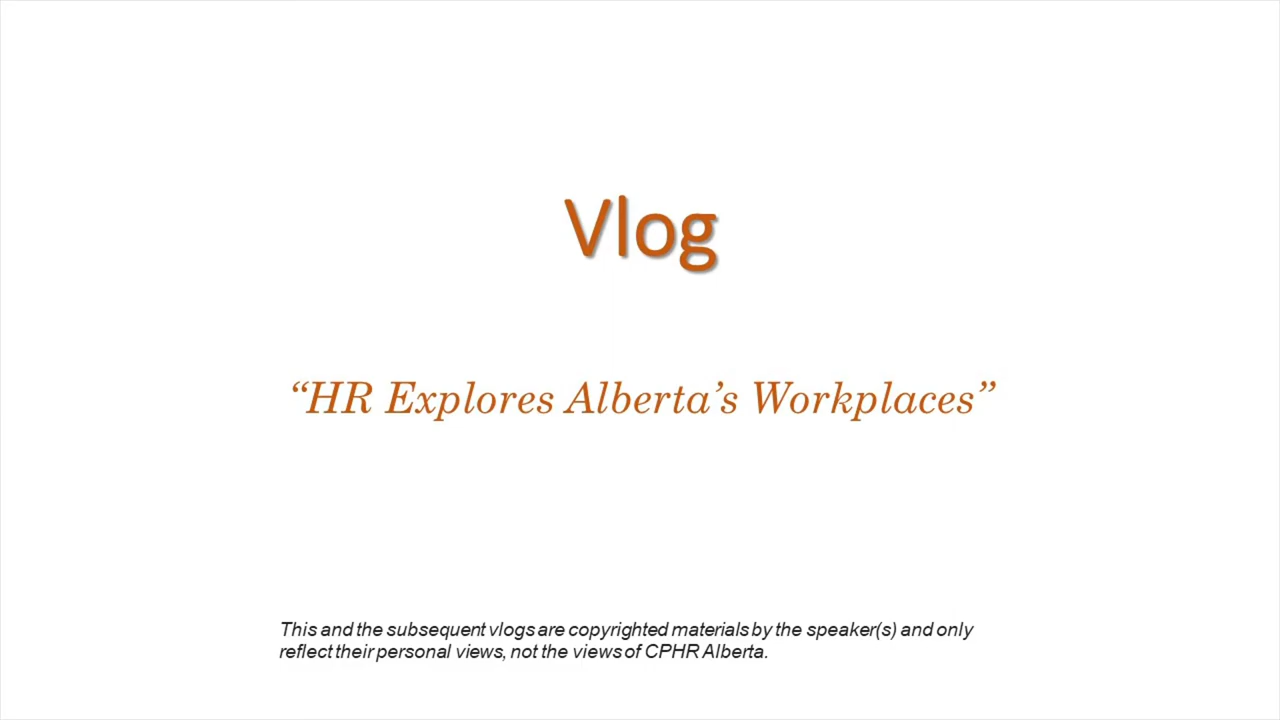 Vlog
“HR Explores Alberta’s Workplaces”
This and the subsequent vlogs are copyrighted materials by the speaker(s) and only
reflect their personal views, not the views of CPHR Alberta.